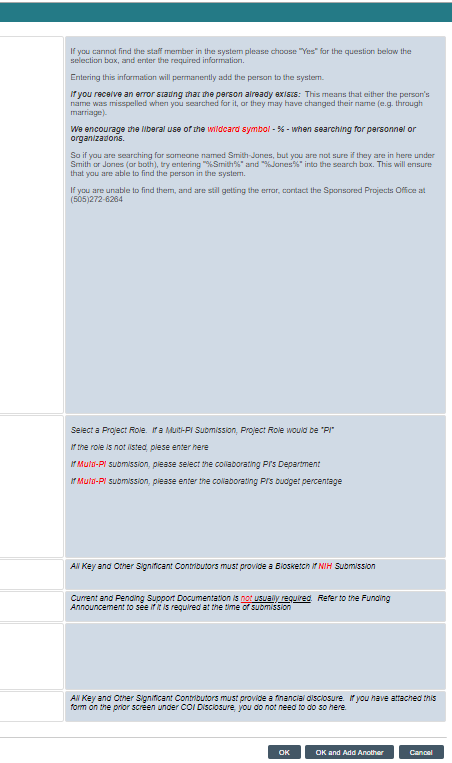 If you cannot find the staff member in the system please choose "Yes" for the question below the
selection box, and enter the required information.
Entering this information will permanently add the person to the system.
If you receive an error stating that the person already exists: This means that either the person's
name was misspelled when you searched for it, or they may have changed their name (e.g. through
marriage).
We encourage the liberal use of the wildcard symbol - % - when searching for personnel or
organizations.
So if you are searching for someone named Smith-Jones, but you are not sure if they are in here under
Smith or Jones (or both), try entering "%Smith%" and "%Jones%" into the search box. This will ensure
that you are able to find the person in the system.
If you are unable to find them, and are still getting the error, contact the Sponsored Projects Office at
(505)272-6264
Select a Project Role. If a Multi-PI Submission, Project Role would be "PI"
If the role is not listed, plese enter here
If Multi-PI submission, please select the collaborating PI's Department
If Multi-PI submission, please enter the collaborating PI's budget percentage
All Key and Other Significant Contributors must provide a Biosketch if NIH Submission
Current and Pending Support Documentation is not usually required. Refer to the Funding
Announcement to see if it is required at the time of submission
All Key and Other Significant Contributors must provide a financial disclosure. If you have attached this
form on the prior screen under COI Disclosure, you do not need to do so here.
OK OK and Add Another Cancel